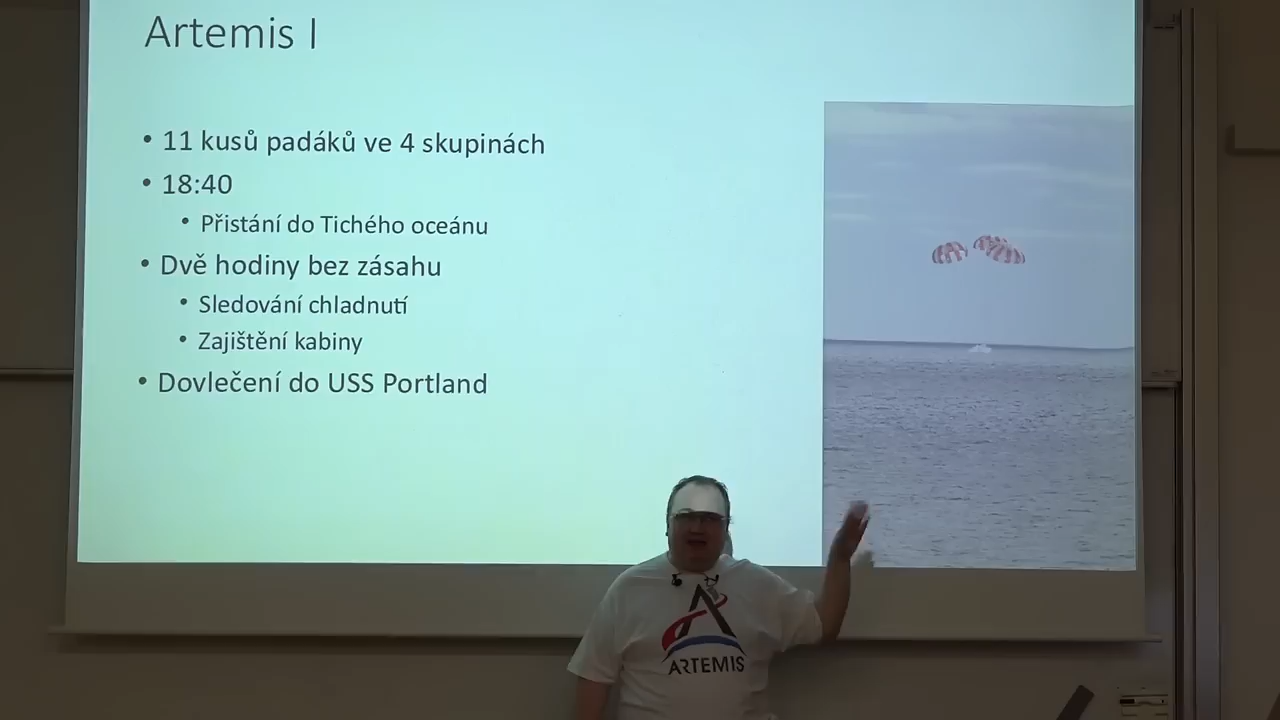 Artemis I
• 11 kusů padáků ve 4 skupinách
• 18:40
• Přistání do Tichého oceánu
• Dvě hodiny bez zásahu
• Sledování chladnutí
• Zajištění kabiny
• Dovlečení do USS Portland
ARTEMIS